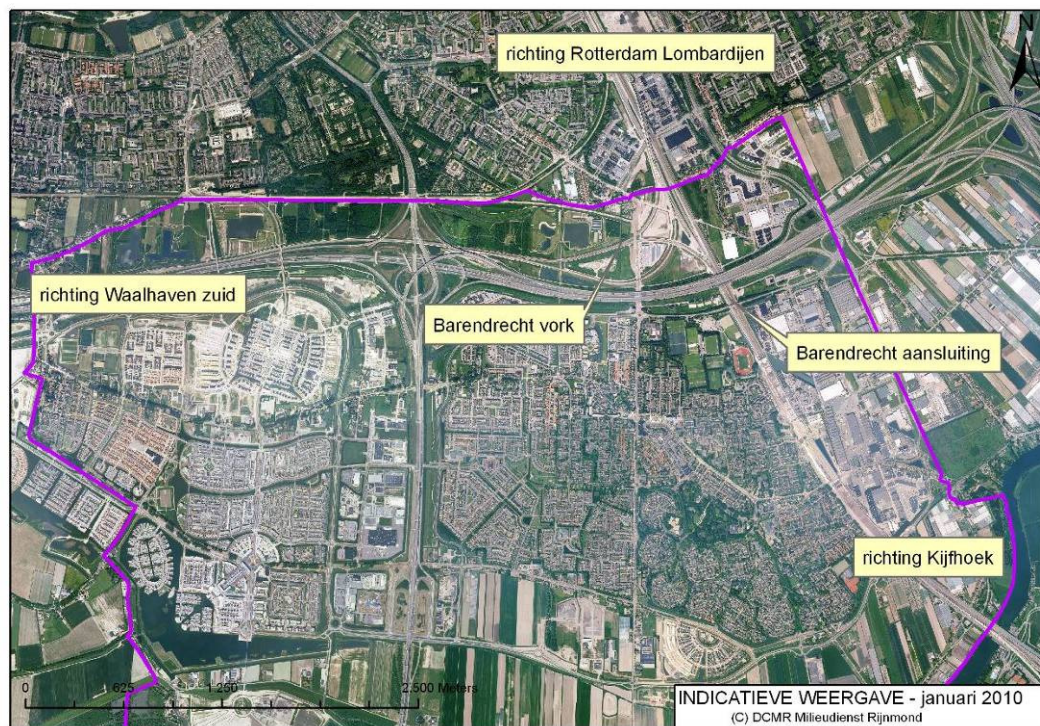 richting Rotterdam Lombardijen
N
richting Waalhaven zuid
Barendrecht vork
Barendrecht aansluiting
richting Kijfhoek
0 625 1.250 2.500 Meters
INDICATIEVE WEERGAVE - januari 2010
(C) DCMR Milieudienst Rijnmond